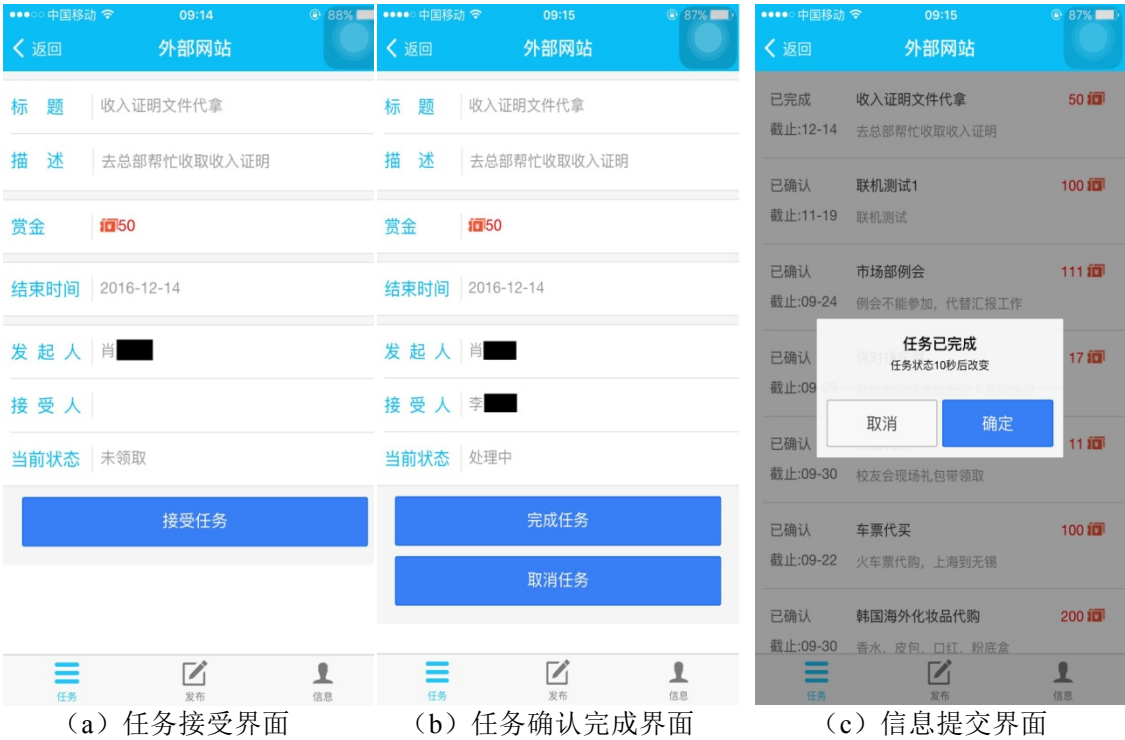 中国移动 09:14 88%
返回 外部网站
标 题 收入证明文件代拿
描 述 去总部帮忙收取收入证明
赏金 50
结束时间 2016-12-14
发 起 人 肖
接 受 人
当前状态 未领取
接受任务
任务 发布 信息
(a)任务接受界面
中国移动 09:15 87%
返回 外部网站
标 题 收入证明文件代拿
描 述 去总部帮忙收取收入证明
赏金 50
结束时间 2016-12-14
发 起 人 肖
接 受 人 李
当前状态 处理中
完成任务
取消任务
任务 发布 信息
(b)任务确认完成界面
中国移动 09:15 87%
返回 外部网站
已完成 收入证明文件代拿 50
截止:12-14 去总部帮忙收取收入证明
已确认 联机测试1 100
截止:11-19 联机测试
已确认 市场部例会 111
截止:09-24 例会不能参加，代替汇报工作
任务已完成
任务状态10秒后改变
取消 确定
已确认 17
截止:09
已确认 11
截止:09-30 校友会现场礼包带领取
已确认 车票代买 100
截止:09-22 火车票代购，上海到无锡
已确认 韩国海外化妆品代购 200
截止:09-30 香水，皮包，口红，粉底盒
任务 发布 信息
(c)信息提交界面